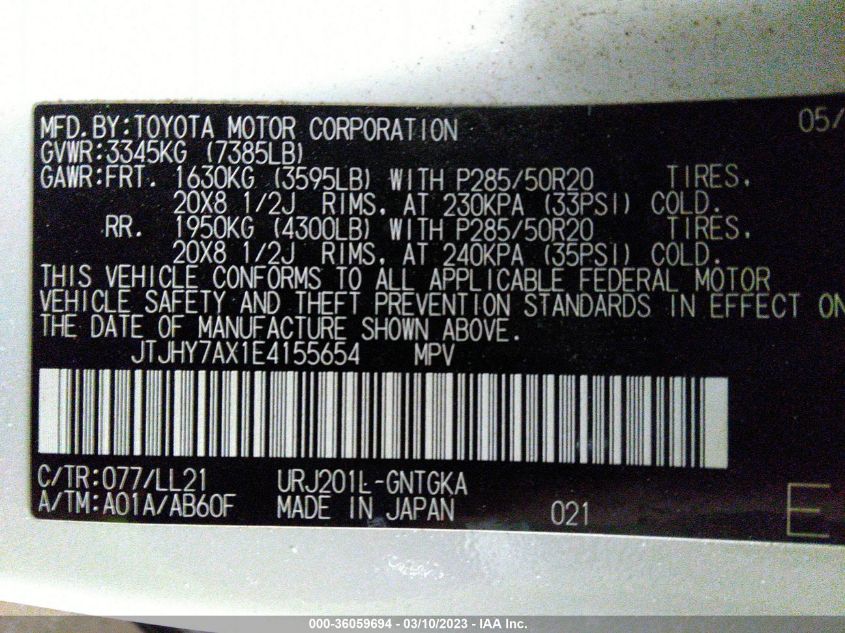 MFD.BY:TOYOTA MOTOR CORPORATION 05/
GVWR:3345KG (7385LB)
GAWR:FRT. 1630KG (3595LB) WITH P285/50R20 TIRES,
20X8 1/2J RIMS, AT 230KPA (33PSI) COLD.
RR. 1950KG (4300LB) WITH P285/50R20 TIRES,
20X8 1/2J RIMS, AT 240KPA (35PSI) COLD.
THIS VEHICLE CONFORMS TO ALL APPLICABLE FEDERAL MOTOR
VEHICLE SAFETY AND THEFT PREVENTION STANDARDS IN EFFECT ON
THE DATE OF MANUFACTURE SHOWN ABOVE.
JTJHY7AX1E4155654 MPV
C/TR:077/LL21 URJ201L-GNTGKA
A/TM:A01A/AB60F MADE IN JAPAN 021 E
000-36059694 - 03/10/2023 - IAA Inc.